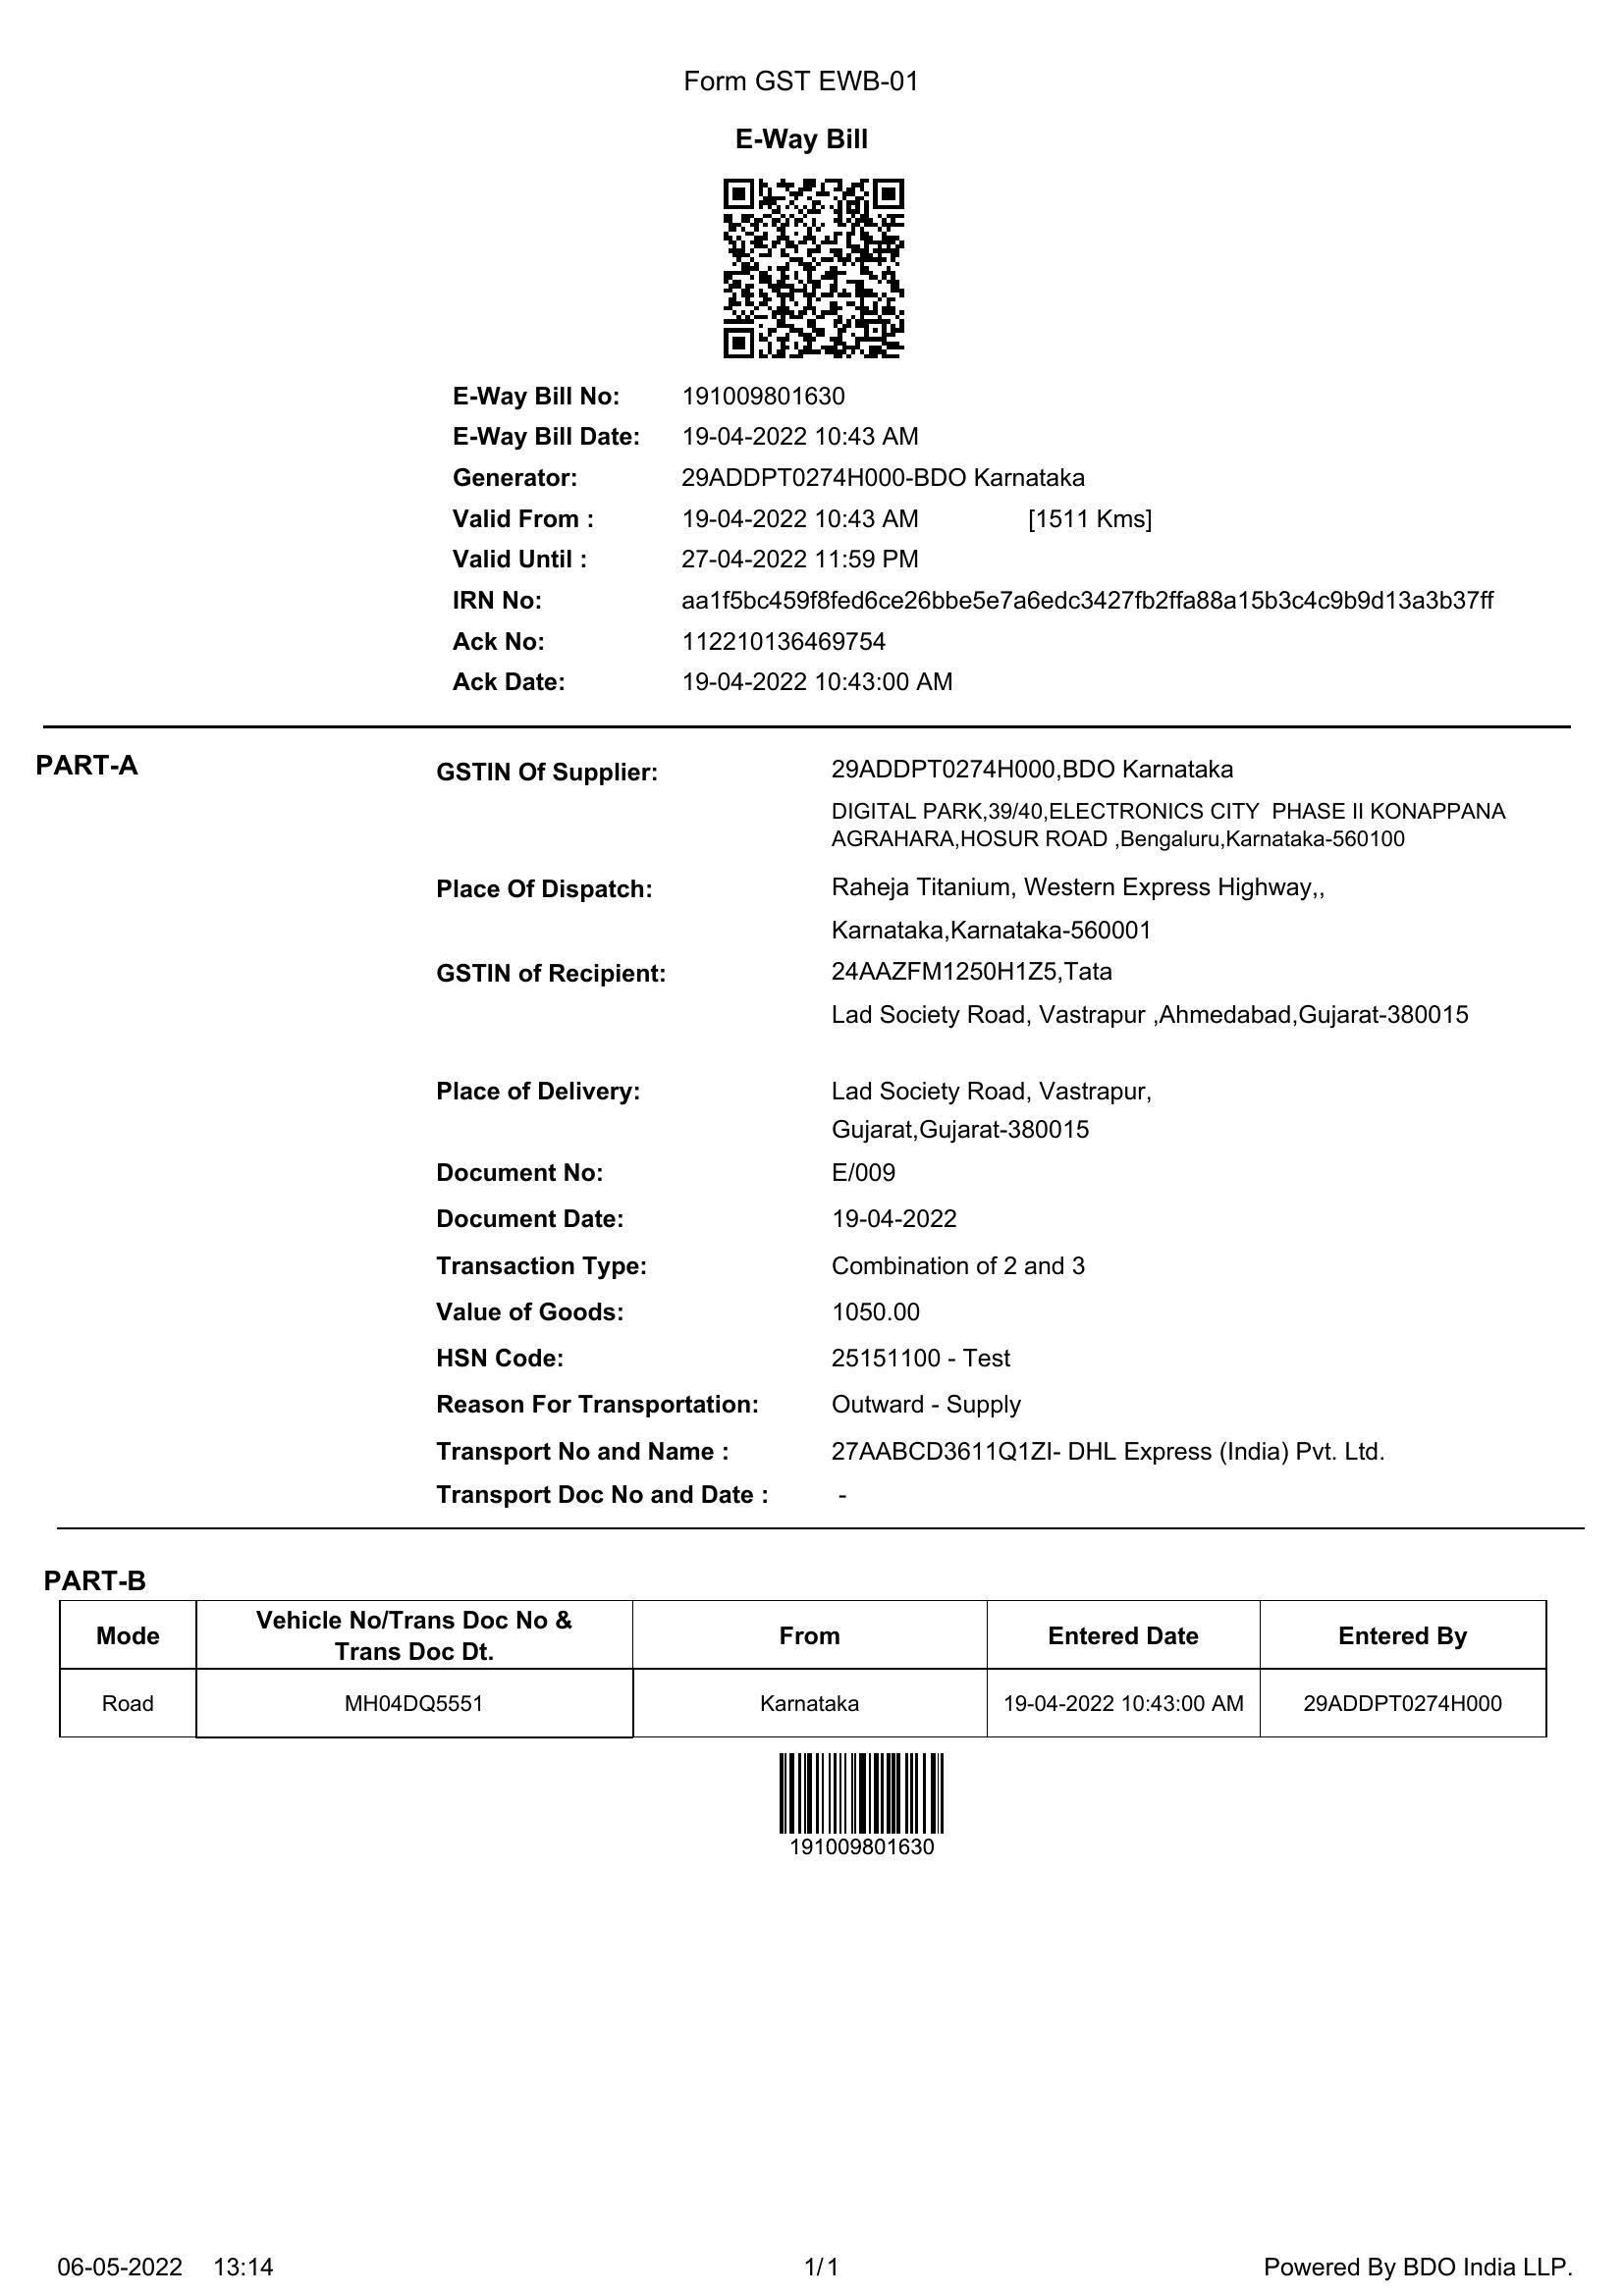 Form GST EWB-01
E-Way Bill
E-Way Bill No: 191009801630
E-Way Bill Date: 19-04-2022 10:43 AM
Generator: 29ADDPT0274H000-BDO Karnataka
Valid From : 19-04-2022 10:43 AM [1511 Kms]
Valid Until : 27-04-2022 11:59 PM
IRN No: aa1f5bc459f8fed6ce26bbe5e7a6edc3427fb2ffa88a15b3c4c9b9d13a3b37ff
Ack No: 112210136469754
Ack Date: 19-04-2022 10:43:00 AM
PART-A
GSTIN Of Supplier: 29ADDPT0274H000,BDO Karnataka
DIGITAL PARK,39/40,ELECTRONICS CITY  PHASE II KONAPPANA
AGRAHARA,HOSUR ROAD ,Bengaluru,Karnataka-560100
Place Of Dispatch: Raheja Titanium, Western Express Highway,,
Karnataka,Karnataka-560001
GSTIN of Recipient: 24AAZFM1250H1Z5,Tata
Lad Society Road, Vastrapur ,Ahmedabad,Gujarat-380015
Place of Delivery: Lad Society Road, Vastrapur,
Gujarat,Gujarat-380015
Document No: E/009
Document Date: 19-04-2022
Transaction Type: Combination of 2 and 3
Value of Goods: 1050.00
HSN Code: 25151100 - Test
Reason For Transportation: Outward - Supply
Transport No and Name : 27AABCD3611Q1ZI- DHL Express (India) Pvt. Ltd.
Transport Doc No and Date : -
PART-B
Mode Vehicle No/Trans Doc No & Trans Doc Dt. From Entered Date Entered By
Road MH04DQ5551 Karnataka 19-04-2022 10:43:00 AM 29ADDPT0274H000
191009801630
06-05-2022 13:14 1/1 Powered By BDO India LLP.